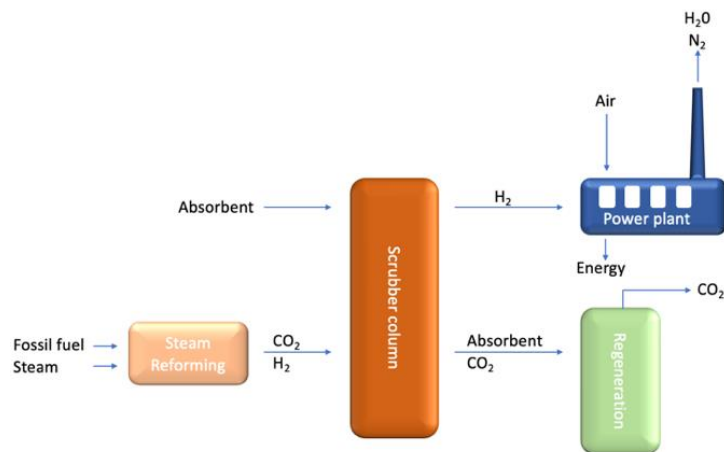 H₂0
N₂
Air
Absorbent
H₂
Power plant
Scrubber column
Energy
CO₂
Fossil fuel
Steam
Steam
Reforming
CO₂
H₂
Absorbent
CO₂
Regeneration